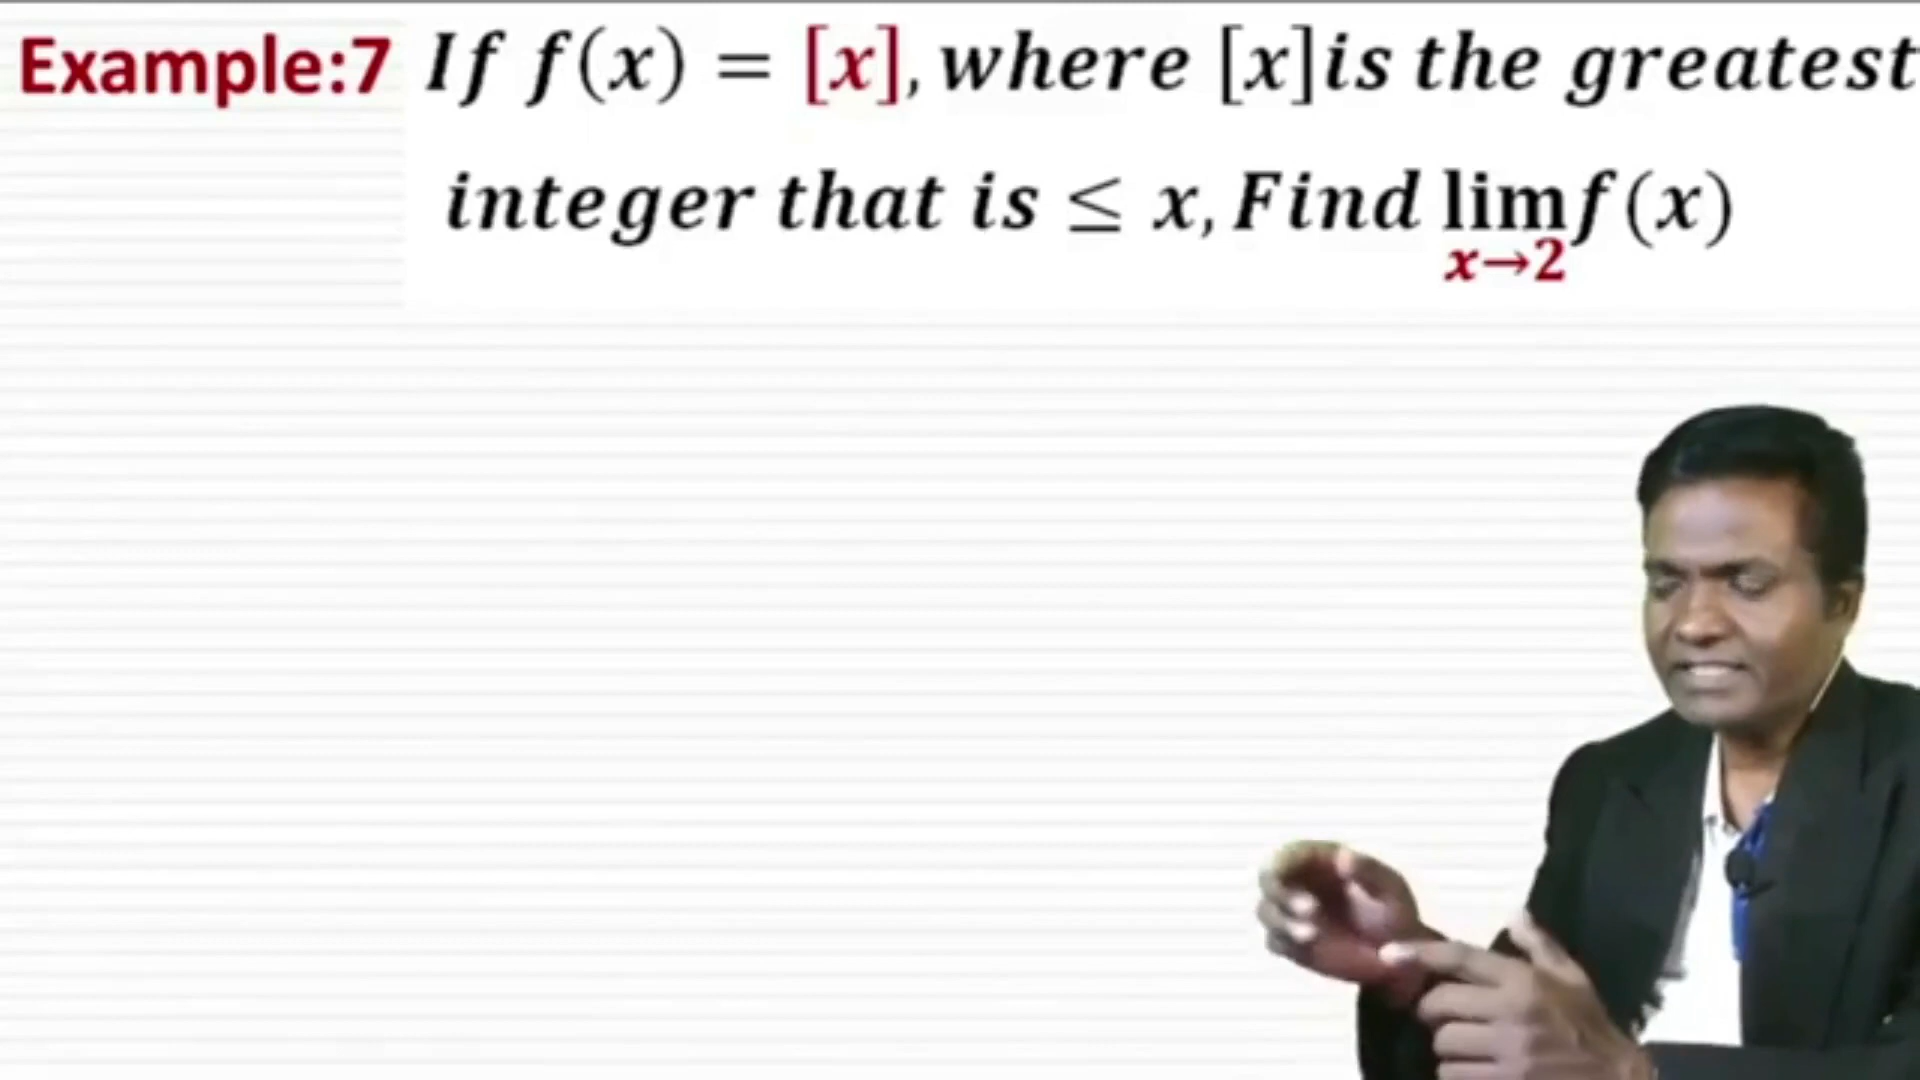 Example:7 If f(x) = [x], where [x]is the greatest
integer that is ≤ x, Find lim f(x)
x→2